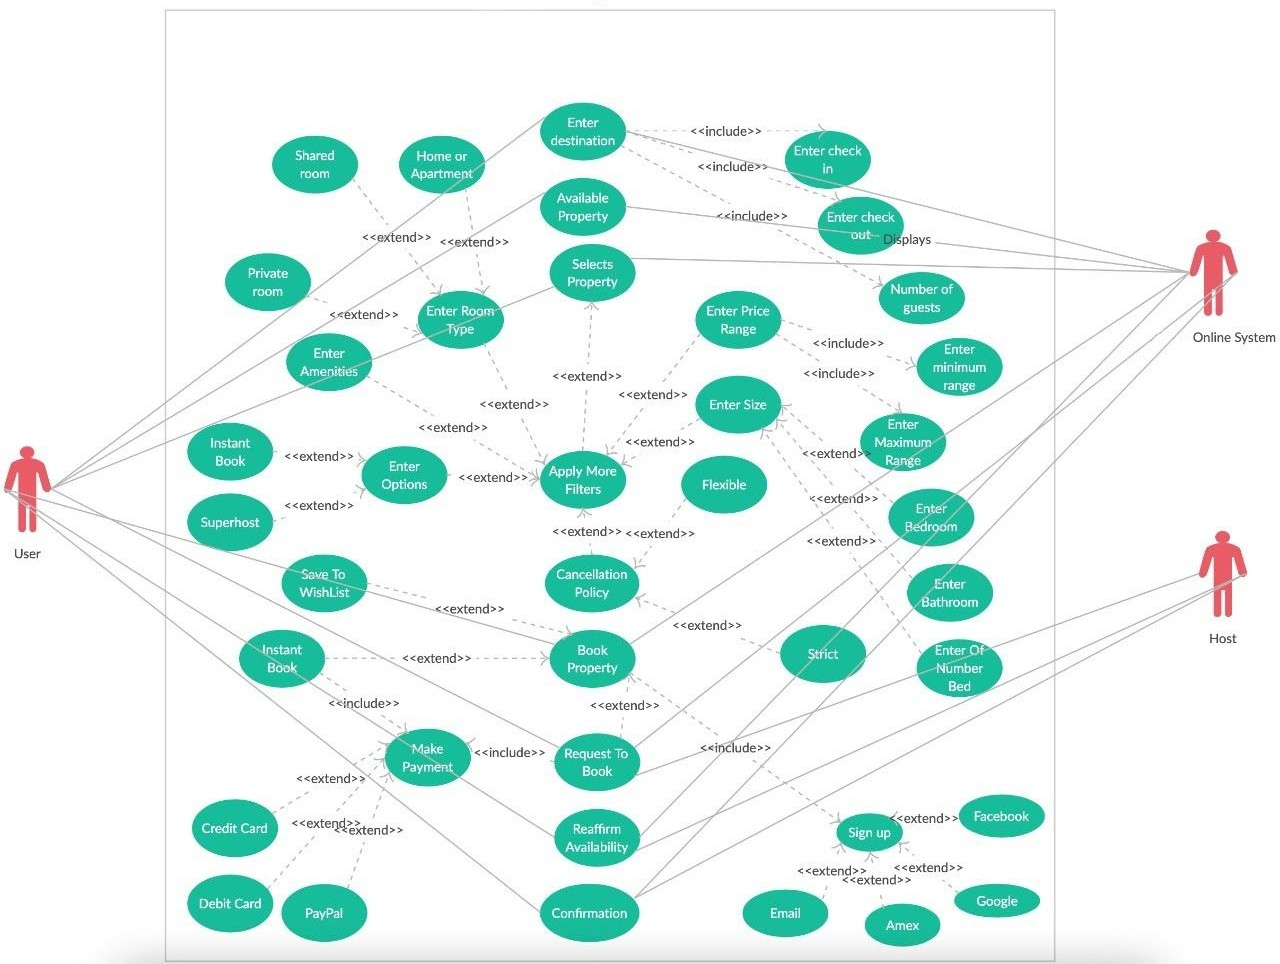 Enter
destination
<<include>>
Shared
room
Home or
Apartment
Enter check
in
<<include>>
Available
Property
<<include>>
Enter check
out
Displays
<<extend>>
<<extend>>
Private
room
Selects
Property
Number of
guests
<<extend>>
Enter Room
Type
Enter Price
Range
Online System
<<include>>
Enter
Amenities
Enter
minimum
range
<<extend>>
<<include>>
<<extend>>
<<extend>>
Enter Size
<<extend>>
Enter
Maximum
Range
Instant
Book
<<extend>>
<<extend>>
<<extend>>
Enter
Options
<<extend>>
Apply More
Filters
Flexible
<<extend>>
<<extend>>
Superhost
Enter
Bedroom
<<extend>>
<<extend>>
<<extend>>
User
Save To
WishList
Cancellation
Policy
Enter
Bathroom
<<extend>>
<<extend>>
Host
Instant
Book
<<extend>>
Book
Property
Strict
Enter Of
Number
Bed
<<include>>
<<extend>>
Make
Payment
<<include>>
Request To
Book
<<include>>
<<extend>>
Credit Card
<<extend>>
<<extend>>
Reaffirm
Availability
Sign up
<<extend>>
Facebook
<<extend>>
<<extend>>
<<extend>>
Debit Card
PayPal
Confirmation
Email
Amex
Google